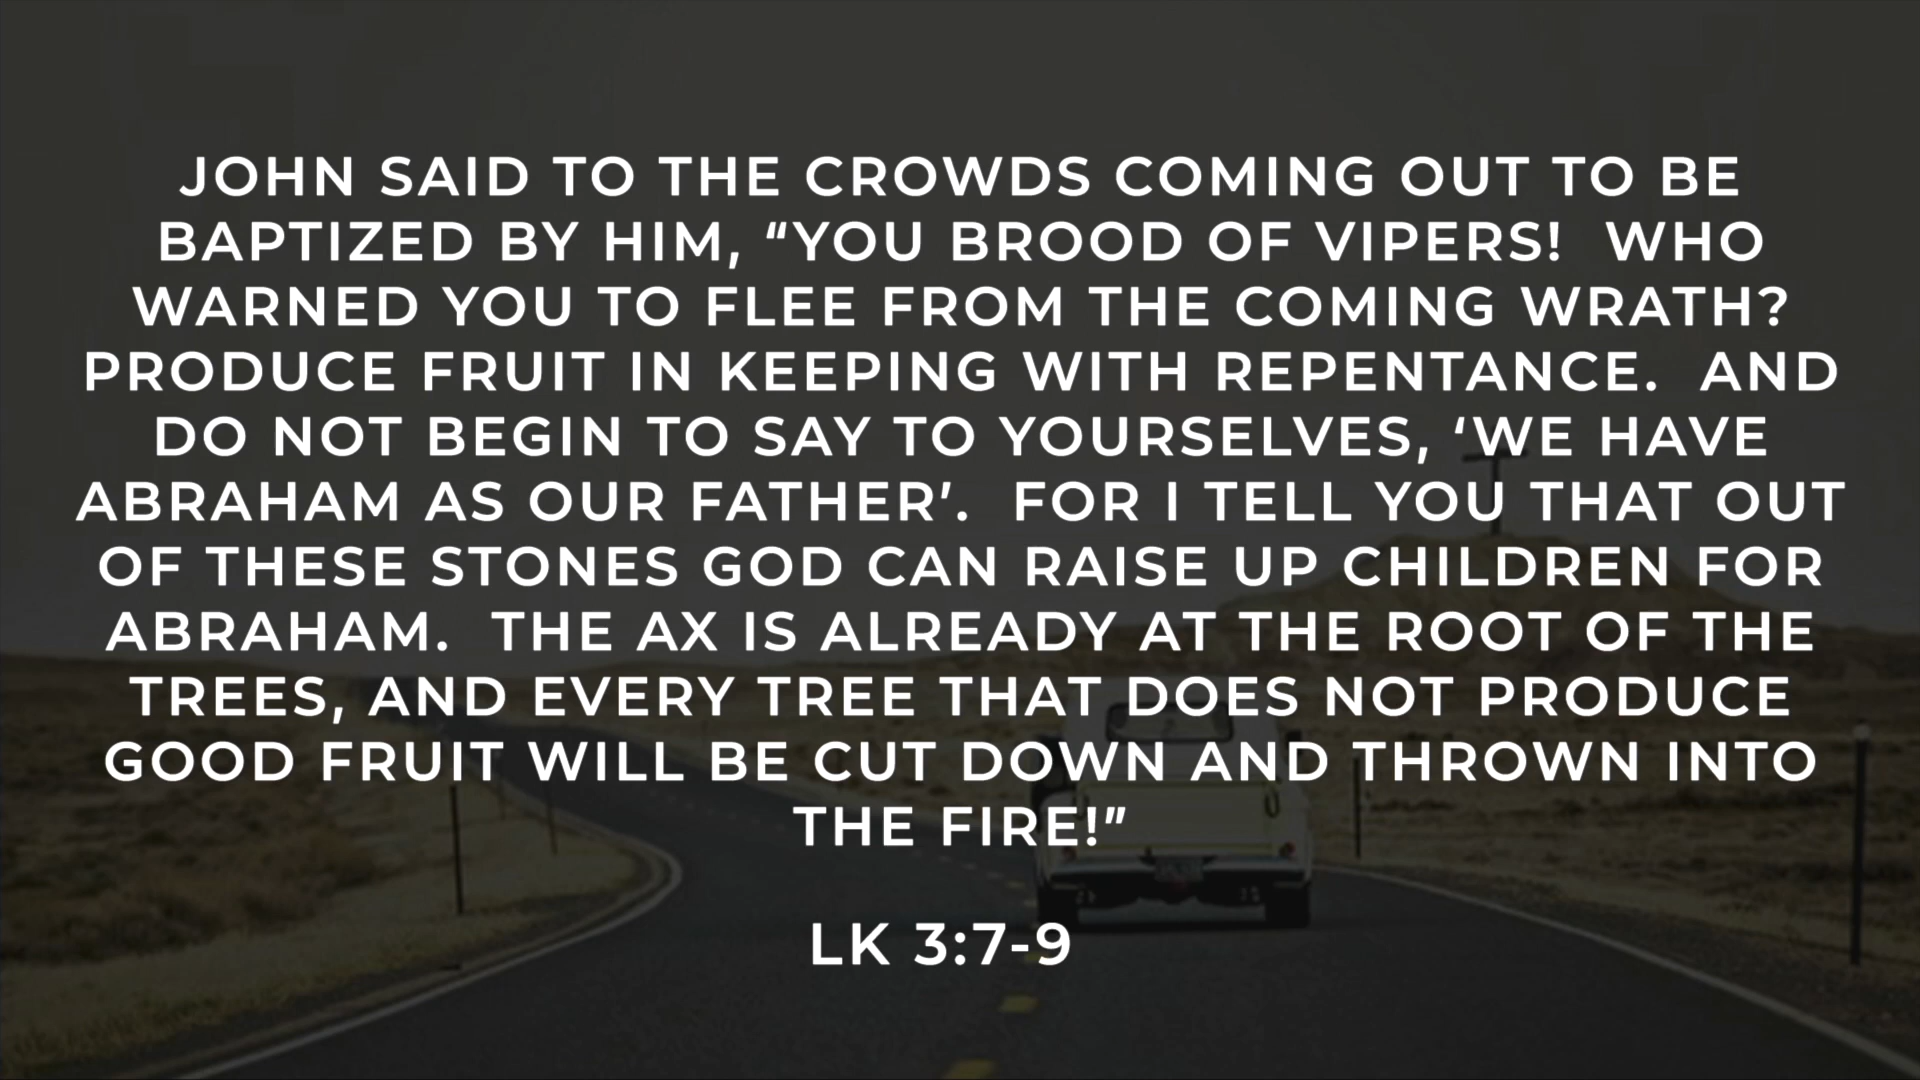 JOHN SAID TO THE CROWDS COMING OUT TO BE
BAPTIZED BY HIM, “YOU BROOD OF VIPERS!  WHO
WARNED YOU TO FLEE FROM THE COMING WRATH?
PRODUCE FRUIT IN KEEPING WITH REPENTANCE.  AND
DO NOT BEGIN TO SAY TO YOURSELVES, ‘WE HAVE
ABRAHAM AS OUR FATHER’.  FOR I TELL YOU THAT OUT
OF THESE STONES GOD CAN RAISE UP CHILDREN FOR
ABRAHAM.  THE AX IS ALREADY AT THE ROOT OF THE
TREES, AND EVERY TREE THAT DOES NOT PRODUCE
GOOD FRUIT WILL BE CUT DOWN AND THROWN INTO
THE FIRE!”
LK 3:7-9